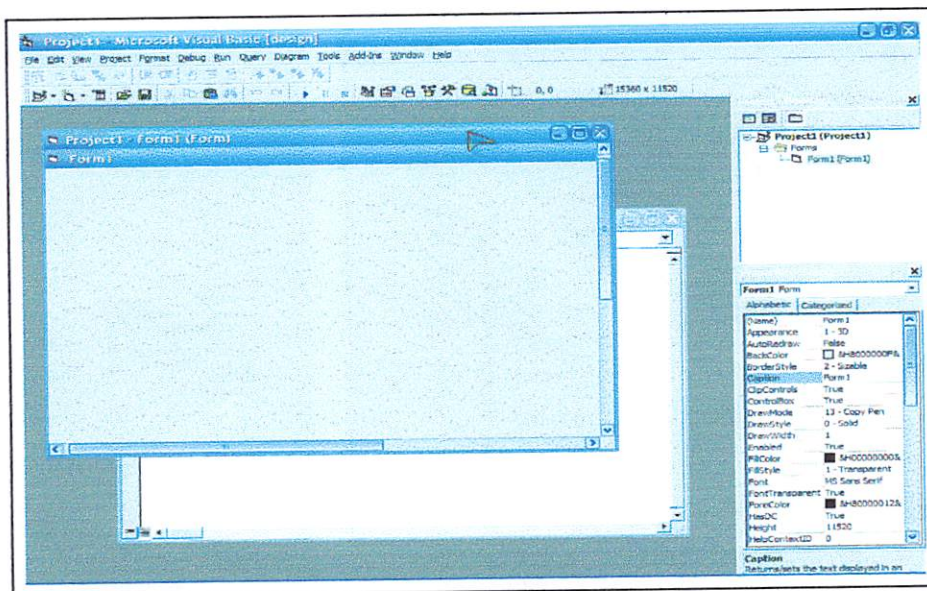 Project1 - Microsoft Visual Basic [design]
File Edit View Project Format Debug Run Query Diagram Tools Add-Ins Window Help
0, 0 15360 x 11520
Project1 - Form1 (Form)
Form1
Project1 (Project1)
Forms
Form1 (Form1)
Form1 Form
Alphabetic Categorized
(Name) Form1
Appearance 1 - 3D
AutoRedraw False
BackColor &H8000000F&
BorderStyle 2 - Sizable
Caption Form1
ClipControls True
ControlBox True
DrawMode 13 - Copy Pen
DrawStyle 0 - Solid
DrawWidth 1
Enabled True
FillColor &H00000000&
FillStyle 1 - Transparent
Font MS Sans Serif
FontTransparent True
ForeColor &H80000012&
HasDC True
Height 11520
HelpContextID 0
Caption
Returns/sets the text displayed in an